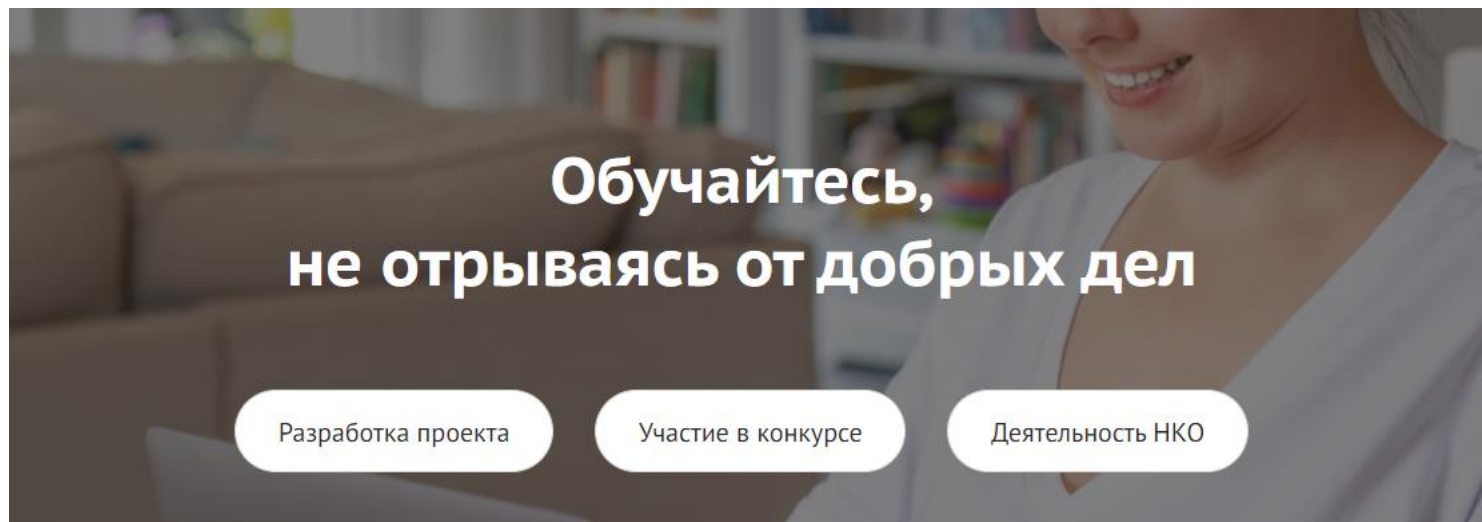 Обучайтесь,
не отрываясь от добрых дел
Разработка проекта
Участие в конкурсе
Деятельность НКО